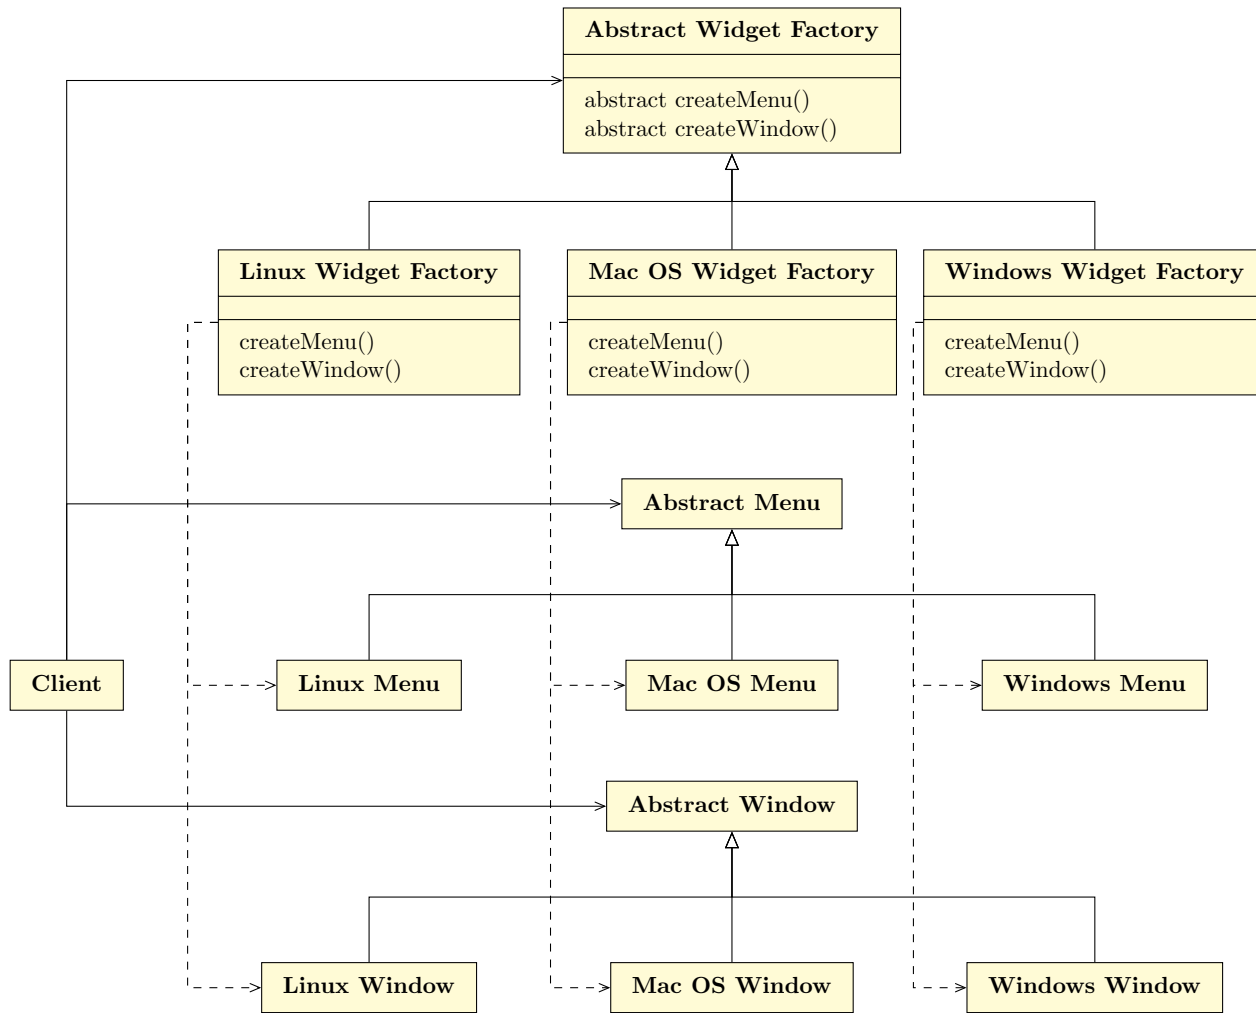 Abstract Widget Factory
abstract createMenu()
abstract createWindow()
Linux Widget Factory
createMenu()
createWindow()
Mac OS Widget Factory
createMenu()
createWindow()
Windows Widget Factory
createMenu()
createWindow()
Abstract Menu
Client
Linux Menu
Mac OS Menu
Windows Menu
Abstract Window
Linux Window
Mac OS Window
Windows Window